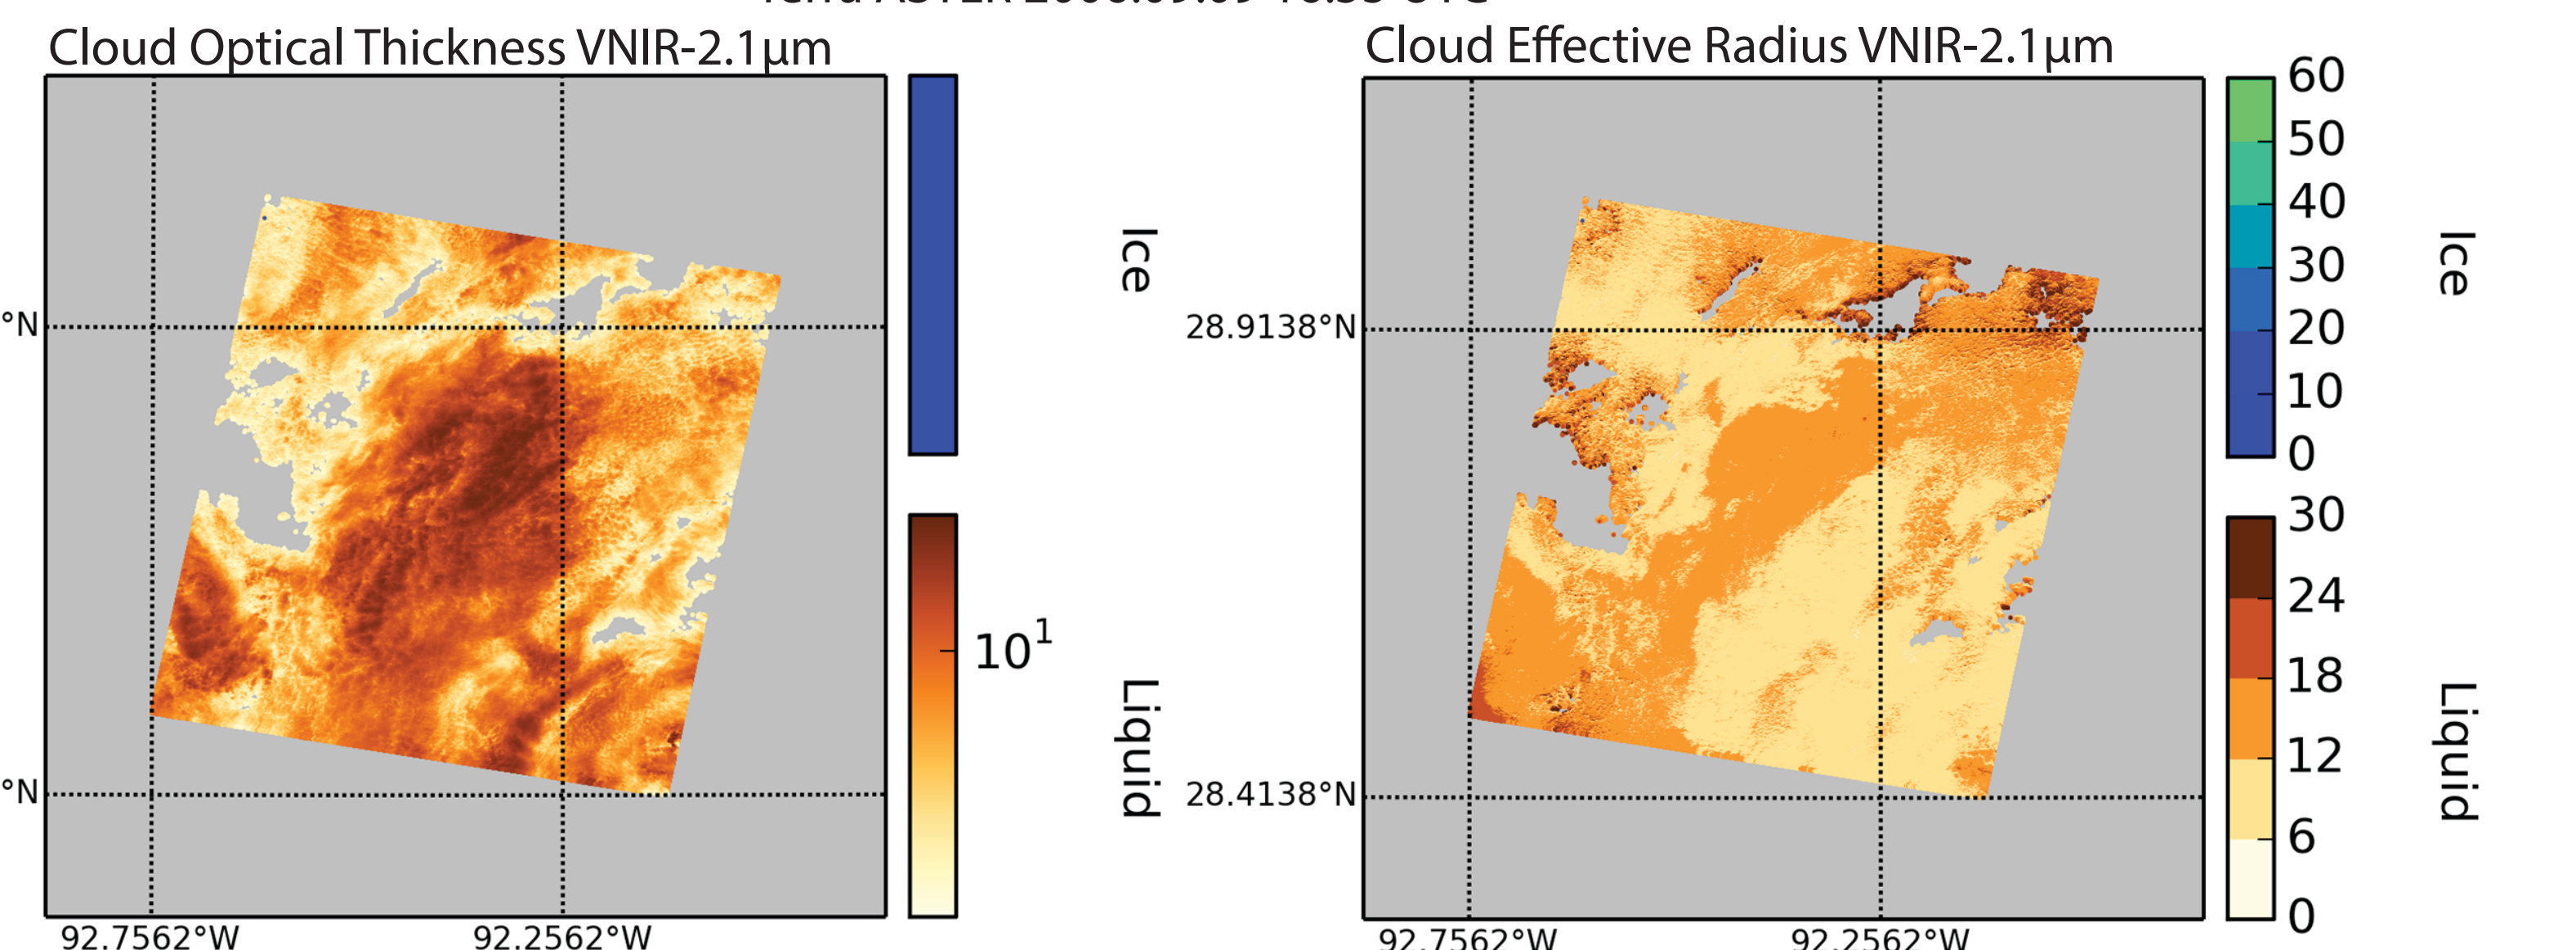 Cloud Optical Thickness VNIR-2.1μm
Cloud Effective Radius VNIR-2.1μm
°N
°N
92.7562°W
92.2562°W
Ice
10¹
Liquid
28.9138°N
28.4138°N
92.7562°W
92.2562°W
60
50
40
30
20
10
0
Ice
30
24
18
12
6
0
Liquid